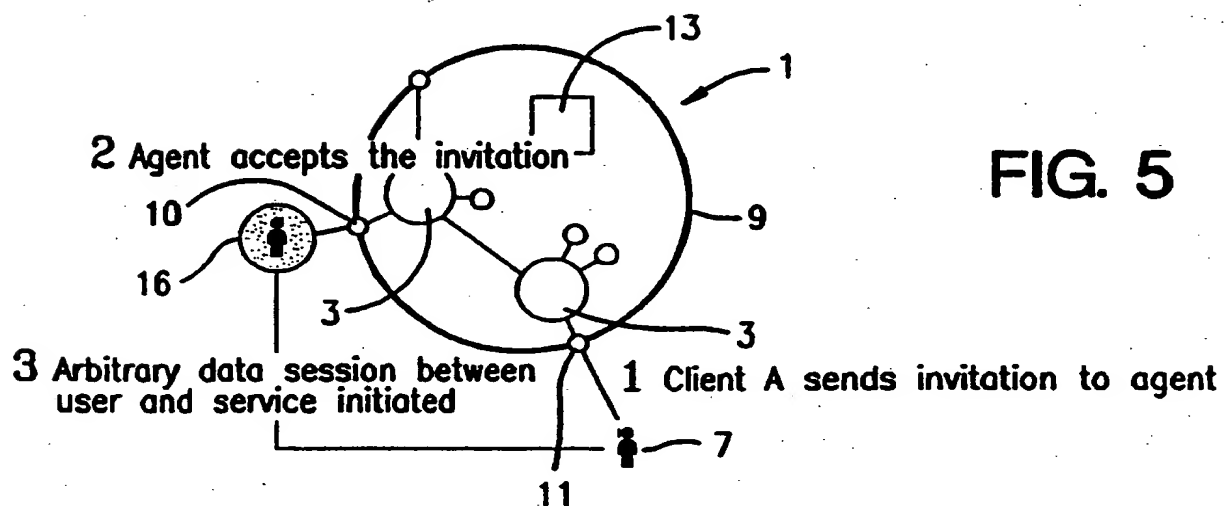 13
1
2 Agent accepts the invitation
FIG. 5
10
9
16
3
3
3 Arbitrary data session between
user and service initiated
1 Client A sends invitation to agent
7
11